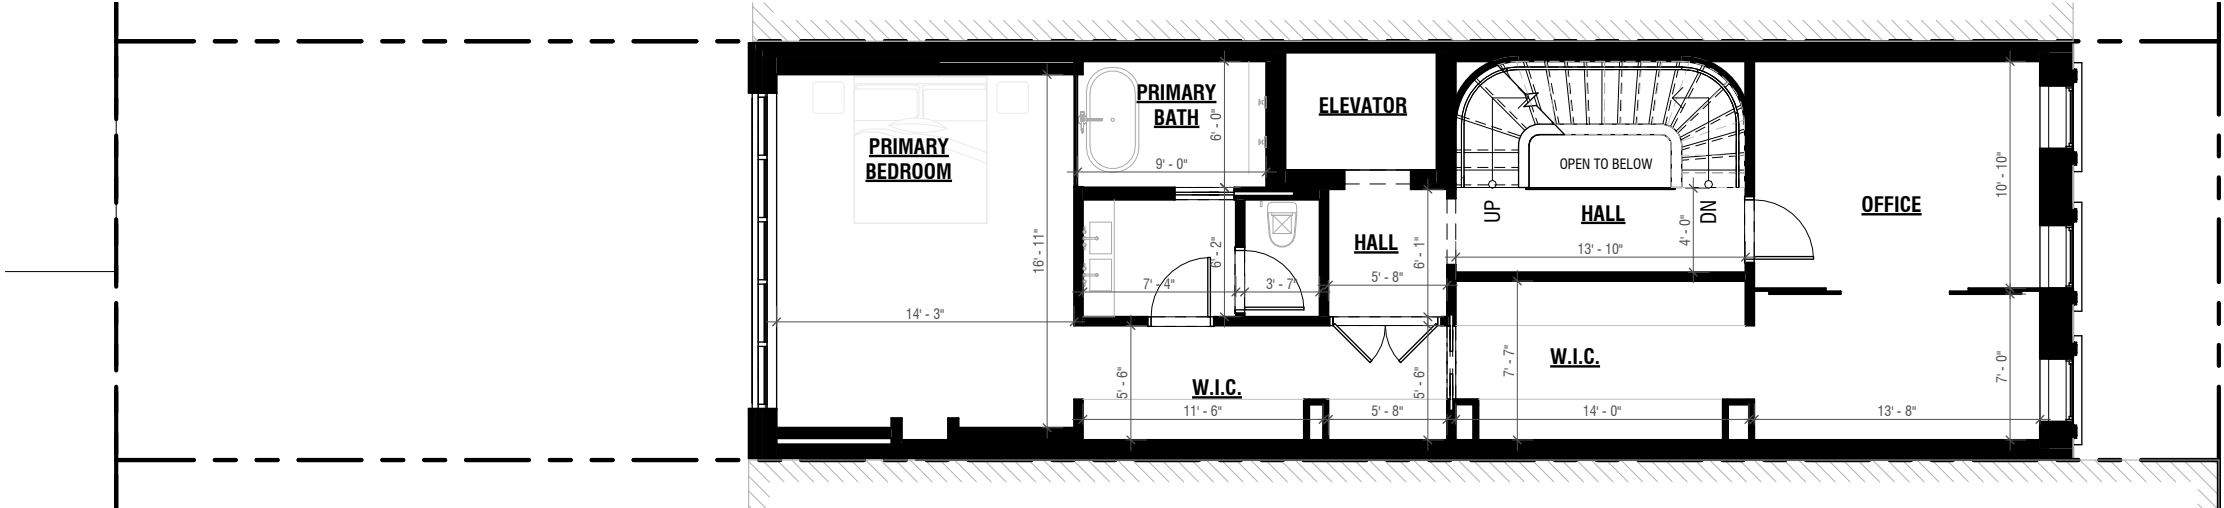 PRIMARY
BEDROOM
16' - 11"
14' - 3"
PRIMARY
BATH
6' - 0"
9' - 0"
6' - 2"
7' - 4"
3' - 7"
ELEVATOR
HALL
6' - 1"
5' - 8"
OPEN TO BELOW
UP
HALL
DN
4' - 0"
13' - 10"
OFFICE
10' - 10"
W.I.C.
5' - 6"
11' - 6"
5' - 6"
5' - 8"
W.I.C.
7' - 7"
14' - 0"
7' - 0"
13' - 8"